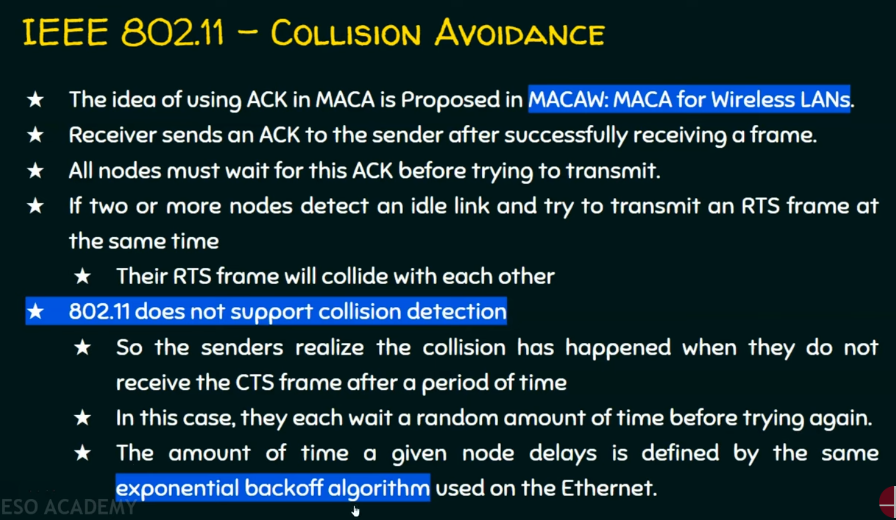 IEEE 802.11 – COLLISION AVOIDANCE
★ The idea of using ACK in MACA is Proposed in MACAW: MACA for Wireless LANs.
★ Receiver sends an ACK to the sender after successfully receiving a frame.
★ All nodes must wait for this ACK before trying to transmit.
★ If two or more nodes detect an idle link and try to transmit an RTS frame at
the same time
★ Their RTS frame will collide with each other
★ 802.11 does not support collision detection
★ So the senders realize the collision has happened when they do not
receive the CTS frame after a period of time
★ In this case, they each wait a random amount of time before trying again.
★ The amount of time a given node delays is defined by the same
exponential backoff algorithm used on the Ethernet.
ESO ACADEMY